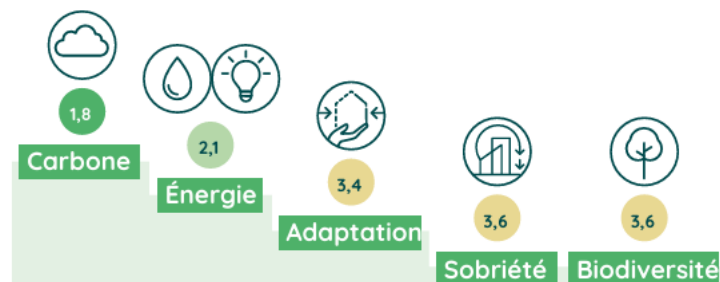 1,8
Carbone
2,1
Énergie
3,4
Adaptation
3,6
Sobriété
3,6
Biodiversité